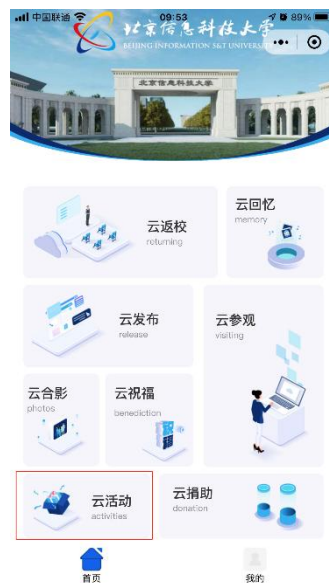 中国联通 09:53 89%
北京信息科技大学
BEIJING INFORMATION S&T UNIVERSITY
北京信息科技大学
云返校
returning
云回忆
memory
云发布
release
云参观
visiting
云合影
photos
云祝福
benediction
云活动
activities
云捐助
donation
首页
我的